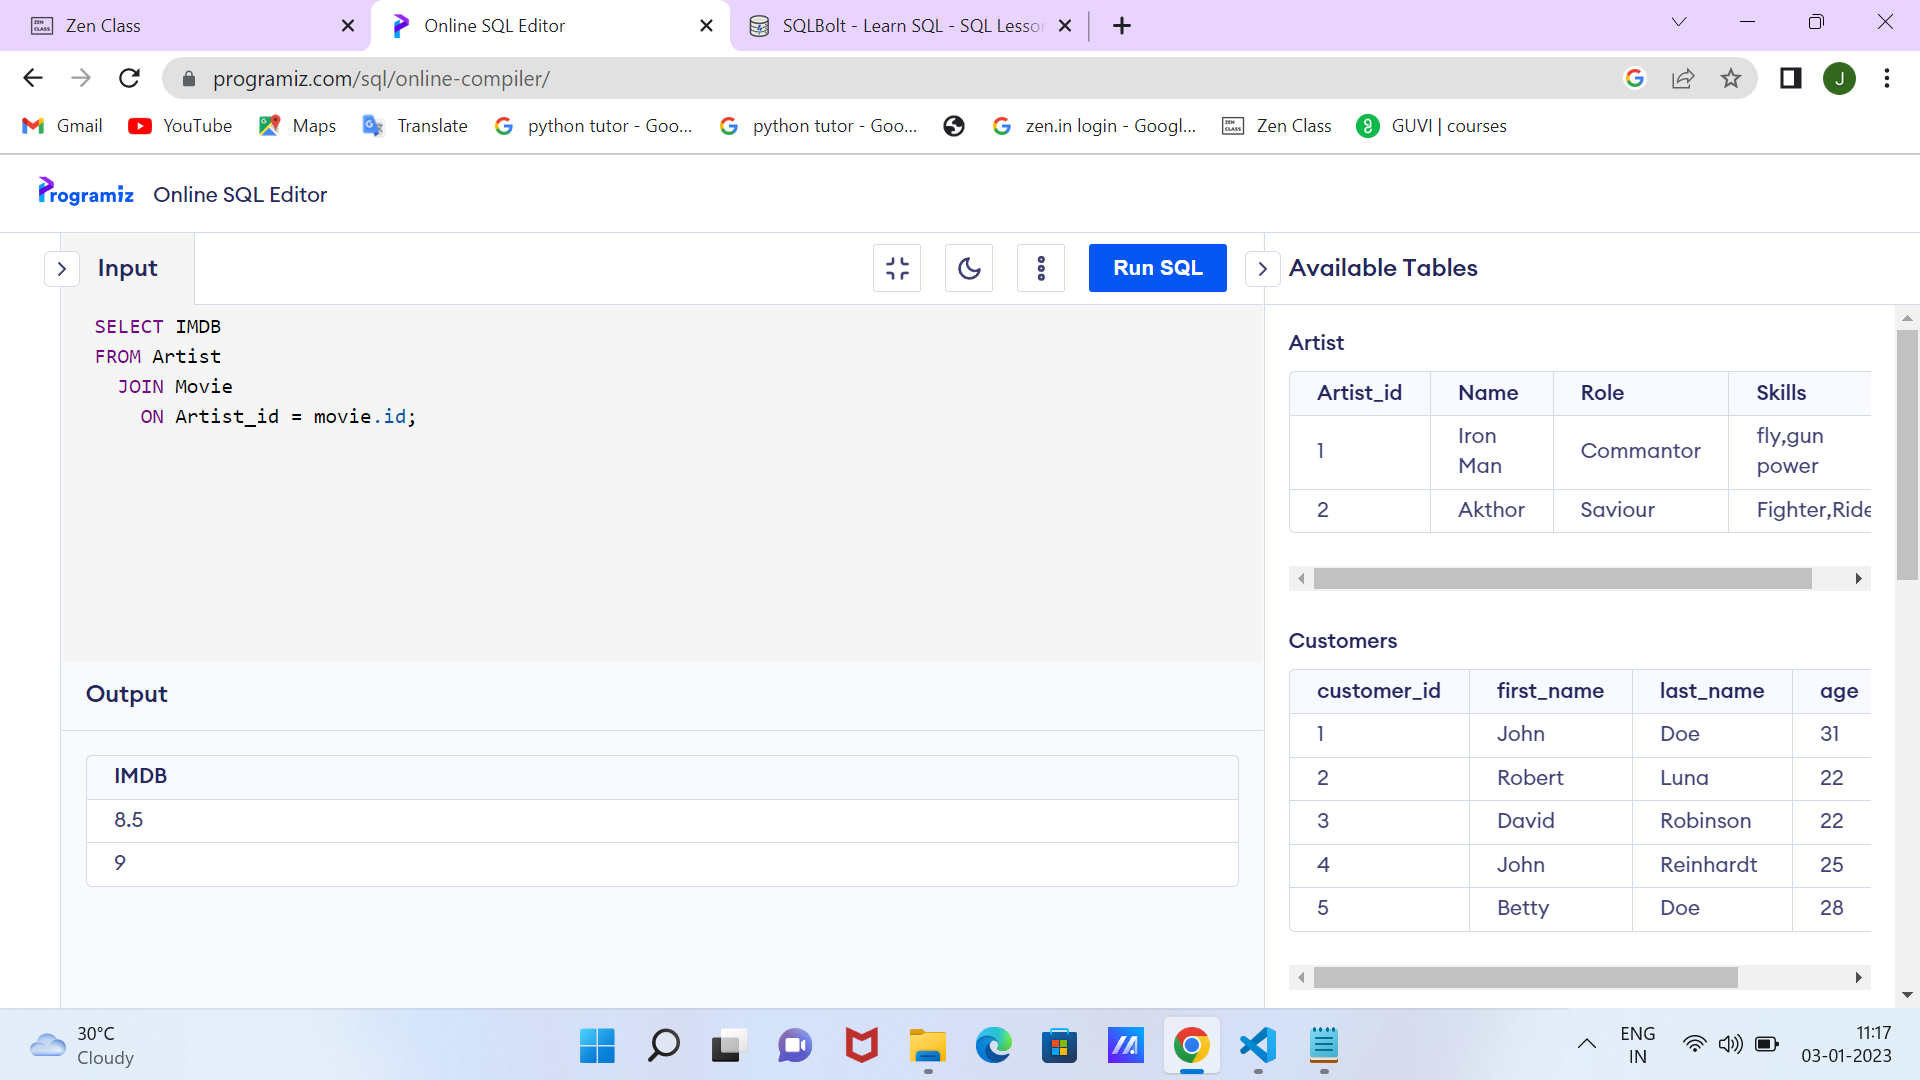 Zen Class
Online SQL Editor
SQLBolt - Learn SQL - SQL Lesson
programiz.com/sql/online-compiler/
J
Gmail
YouTube
Maps
Translate
python tutor - Goo...
python tutor - Goo...
zen.in login - Googl...
Zen Class
GUVI | courses
Programiz Online SQL Editor
Input
Run SQL
SELECT IMDB
FROM Artist
JOIN Movie
ON Artist_id = movie.id;
Output
IMDB
8.5
9
Available Tables
Artist
Artist_id Name Role Skills
1 Iron Man Commantor fly,gun power
2 Akthor Saviour Fighter,Ride
Customers
customer_id first_name last_name age
1 John Doe 31
2 Robert Luna 22
3 David Robinson 22
4 John Reinhardt 25
5 Betty Doe 28
30°C
Cloudy
ENG
IN
11:17
03-01-2023